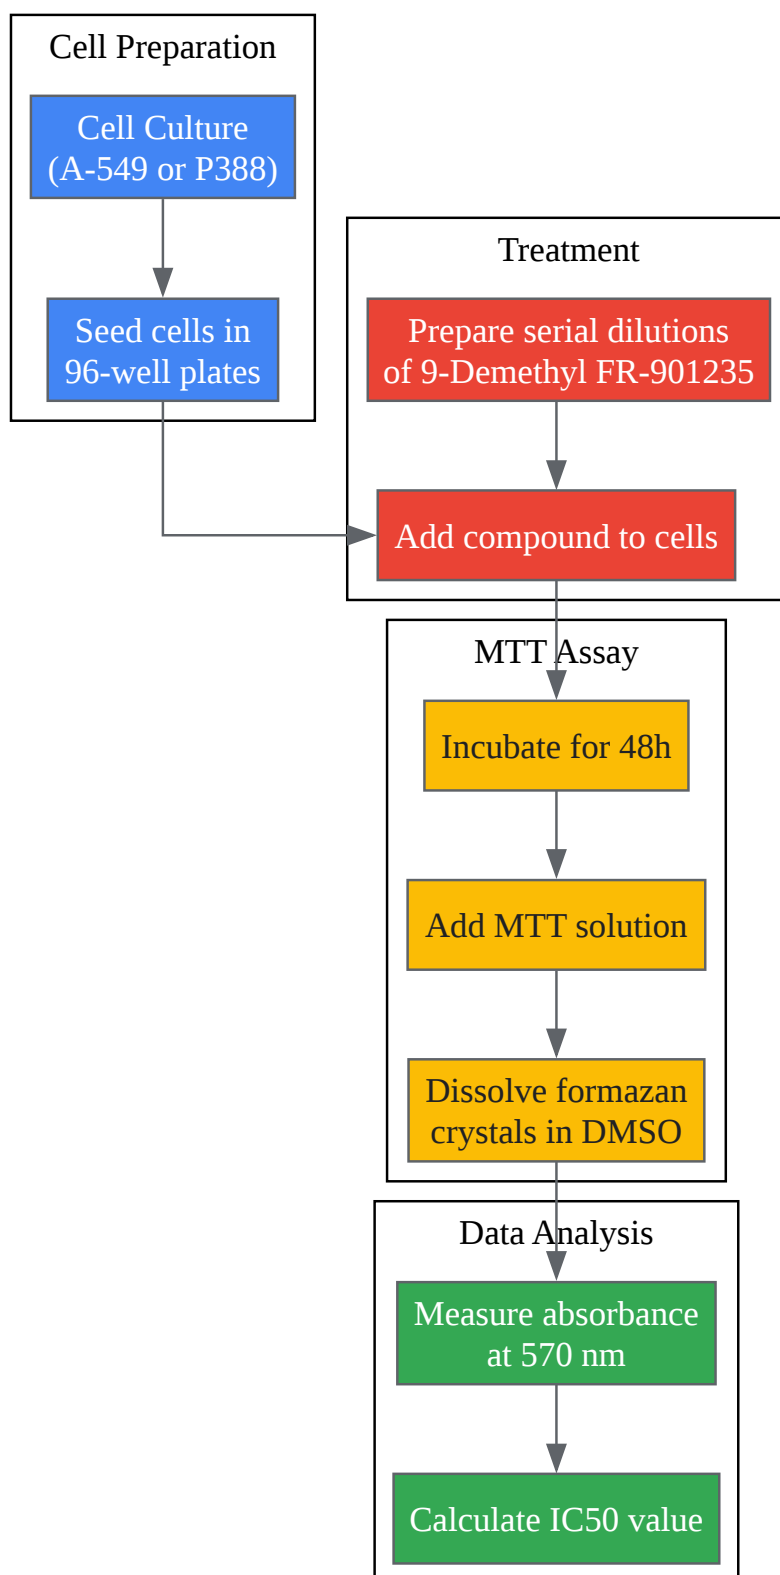 Cell Preparation
Cell Culture
(A-549 or P388)
Seed cells in
96-well plates
Treatment
Prepare serial dilutions
of 9-Demethyl FR-901235
Add compound to cells
MTT Assay
Incubate for 48h
Add MTT solution
Dissolve formazan
crystals in DMSO
Data Analysis
Measure absorbance
at 570 nm
Calculate IC50 value